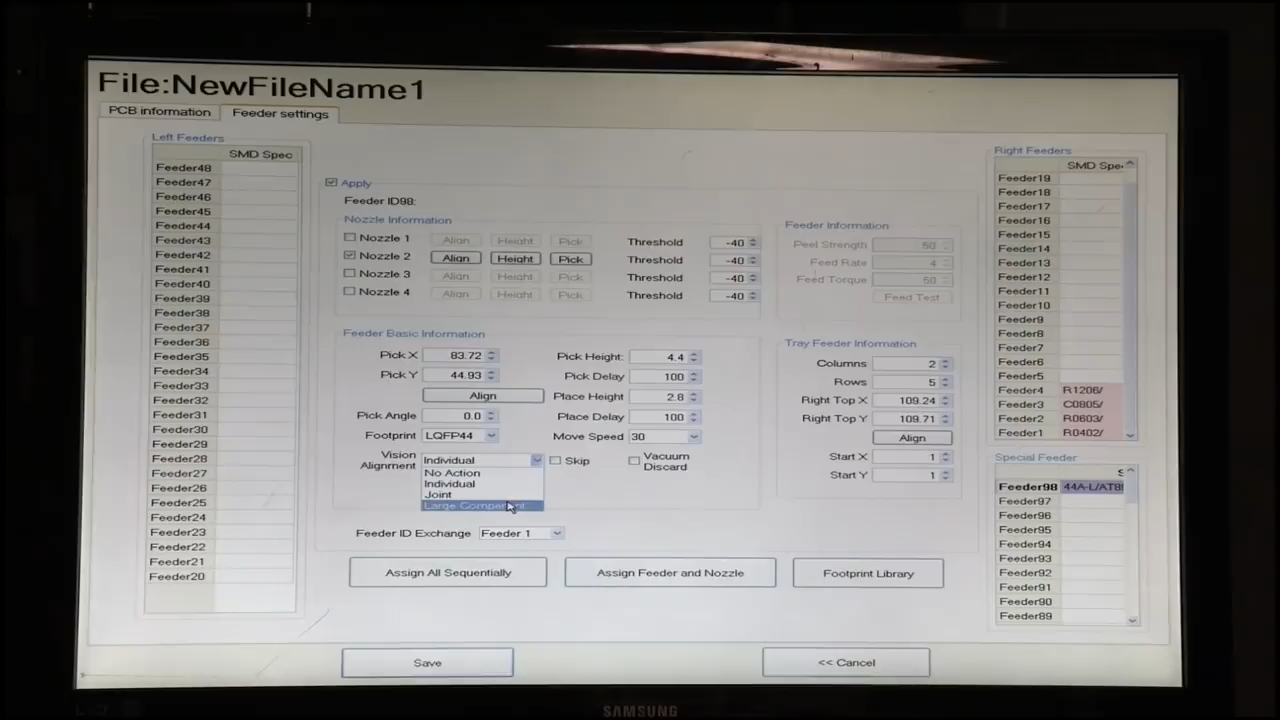 File:NewFileName1
PCB information
Feeder settings
Left Feeders
SMD Spec
Feeder48
Feeder47
Feeder46
Feeder45
Feeder44
Feeder43
Feeder42
Feeder41
Feeder40
Feeder39
Feeder38
Feeder37
Feeder36
Feeder35
Feeder34
Feeder33
Feeder32
Feeder31
Feeder30
Feeder29
Feeder28
Feeder27
Feeder26
Feeder25
Feeder24
Feeder23
Feeder22
Feeder21
Feeder20
Apply
Feeder ID98:
Nozzle Information
Nozzle 1 Align Height Pick Threshold -40
Nozzle 2 Align Height Pick Threshold -40
Nozzle 3 Align Height Pick Threshold -40
Nozzle 4 Align Height Pick Threshold -40
Feeder Basic Information
Pick X 83.72 Pick Height: 4.4
Pick Y 44.93 Pick Delay 100
Align Place Height 2.8
Pick Angle 0.0 Place Delay 100
Footprint LQFP44 Move Speed 30
Vision Alignment Individual Skip Vacuum Discard
No Action
Individual
Joint
Large Component
Feeder ID Exchange Feeder 1
Assign All Sequentially
Assign Feeder and Nozzle
Footprint Library
Feeder Information
Peel Strength 50
Feed Rate 4
Feed Torque 50
Feed Test
Tray Feeder Information
Columns 2
Rows 5
Right Top X 109.24
Right Top Y 109.71
Align
Start X 1
Start Y 1
Right Feeders
SMD Spe
Feeder19
Feeder18
Feeder17
Feeder16
Feeder15
Feeder14
Feeder13
Feeder12
Feeder11
Feeder10
Feeder9
Feeder8
Feeder7
Feeder6
Feeder5
Feeder4 R1206/
Feeder3 C0805/
Feeder2 R0603/
Feeder1 R0402/
Special Feeder
Feeder98 44A-L/AT8
Feeder97
Feeder96
Feeder95
Feeder94
Feeder93
Feeder92
Feeder91
Feeder90
Feeder89
Save
<< Cancel
SAMSUNG